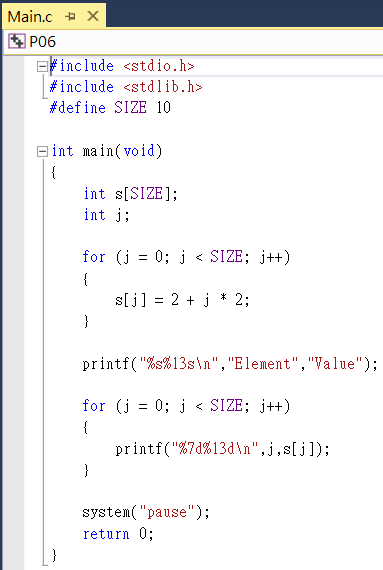 Main.c
P06
#include <stdio.h>
#include <stdlib.h>
#define SIZE 10
int main(void)
{
int s[SIZE];
int j;
for (j = 0; j < SIZE; j++)
{
s[j] = 2 + j * 2;
}
printf("%s%13s\n","Element","Value");
for (j = 0; j < SIZE; j++)
{
printf("%7d%13d\n",j,s[j]);
}
system("pause");
return 0;
}